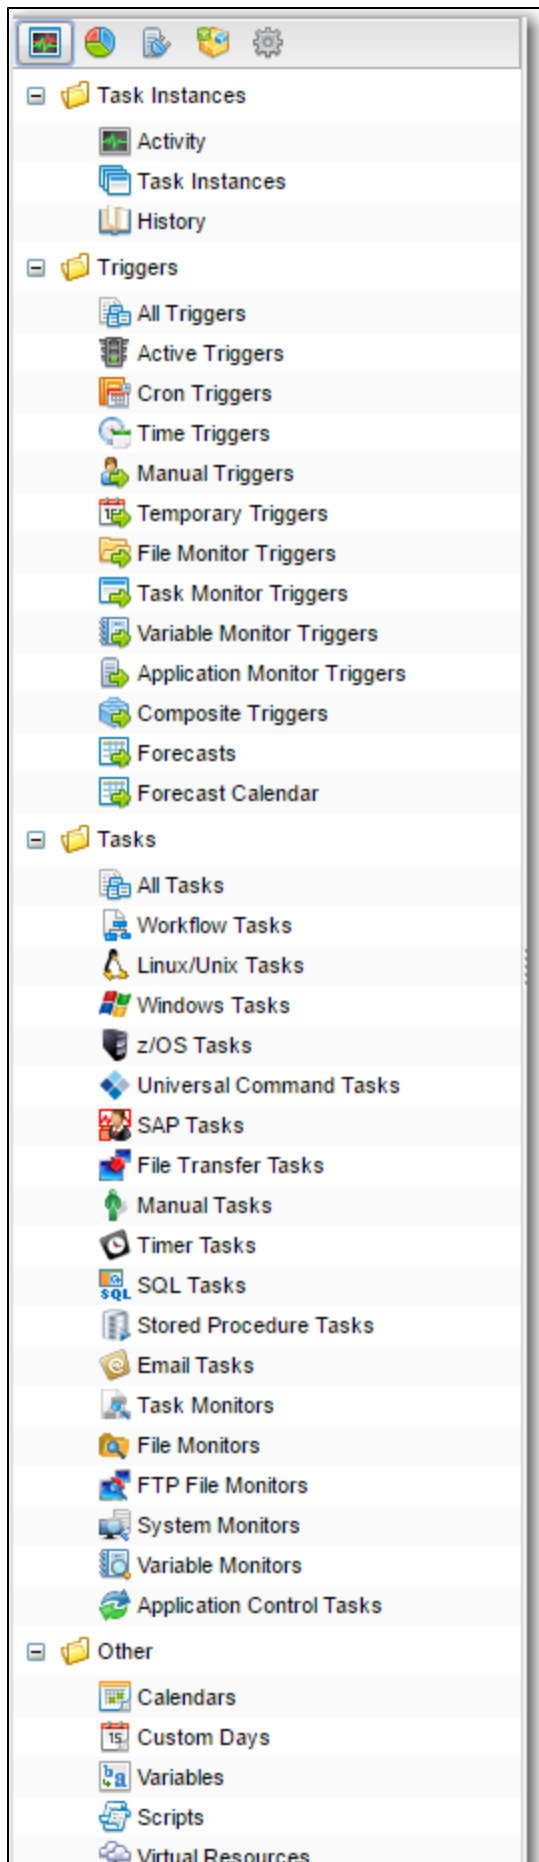 Task Instances
Activity
Task Instances
History
Triggers
All Triggers
Active Triggers
Cron Triggers
Time Triggers
Manual Triggers
Temporary Triggers
File Monitor Triggers
Task Monitor Triggers
Variable Monitor Triggers
Application Monitor Triggers
Composite Triggers
Forecasts
Forecast Calendar
Tasks
All Tasks
Workflow Tasks
Linux/Unix Tasks
Windows Tasks
z/OS Tasks
Universal Command Tasks
SAP Tasks
File Transfer Tasks
Manual Tasks
Timer Tasks
SQL Tasks
Stored Procedure Tasks
Email Tasks
Task Monitors
File Monitors
FTP File Monitors
System Monitors
Variable Monitors
Application Control Tasks
Other
Calendars
Custom Days
Variables
Scripts
Virtual Resources